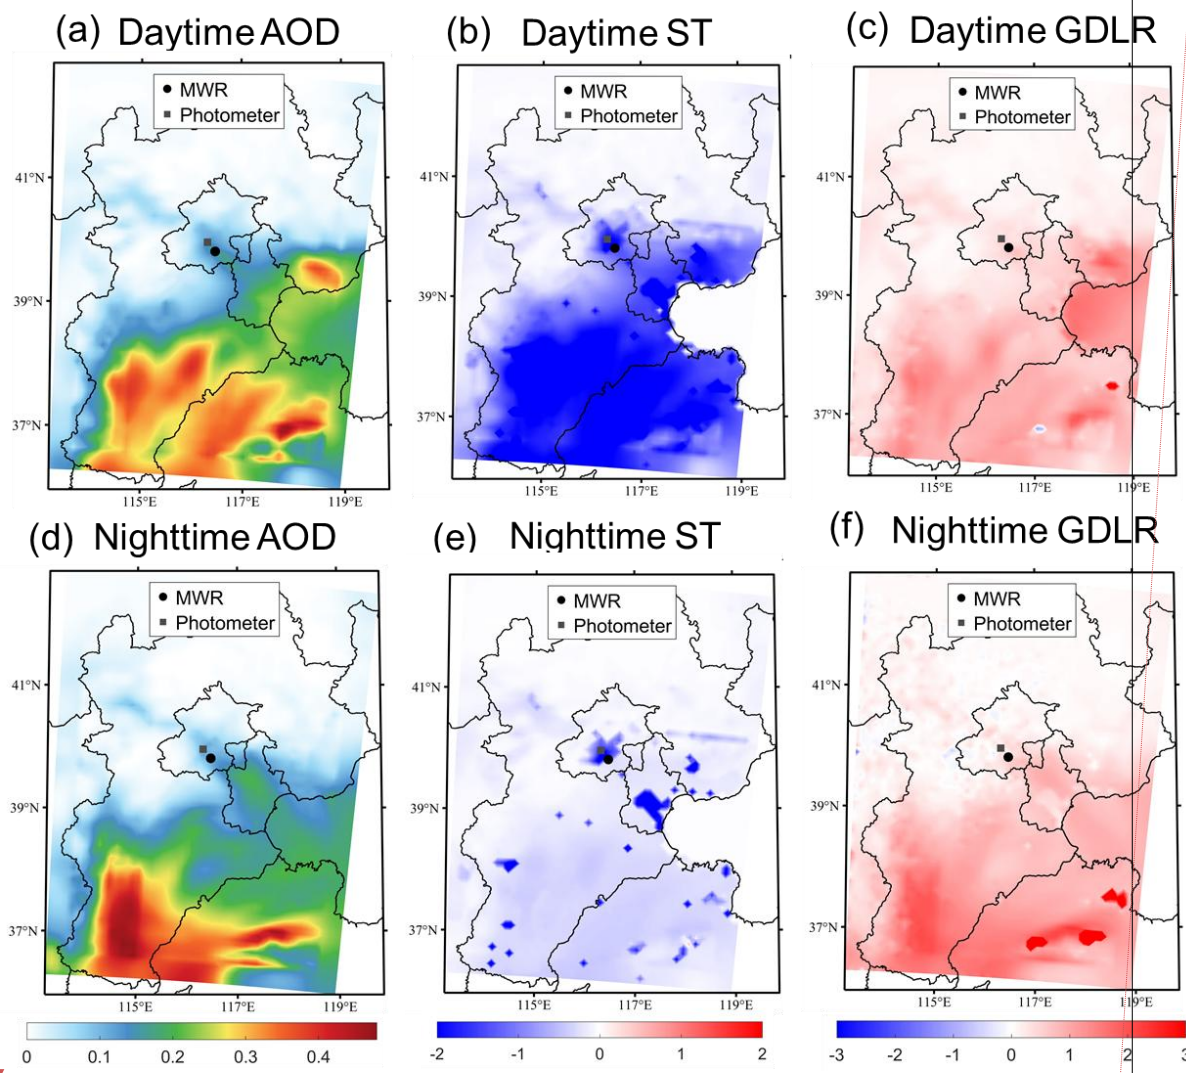 (a) Daytime AOD
(b) Daytime ST
(c) Daytime GDLR
MWR
Photometer
41°N
39°N
37°N
115°E 117°E 119°E
MWR
Photometer
41°N
39°N
37°N
115°E 117°E 119°E
MWR
Photometer
41°N
39°N
37°N
115°E 117°E 119°E
(d) Nighttime AOD
(e) Nighttime ST
(f) Nighttime GDLR
MWR
Photometer
41°N
39°N
37°N
115°E 117°E 119°E
MWR
Photometer
41°N
39°N
37°N
115°E 117°E 119°E
MWR
Photometer
41°N
39°N
37°N
115°E 117°E 119°E
0 0.1 0.2 0.3 0.4
-2 -1 0 1 2
-3 -2 -1 0 1 2 3